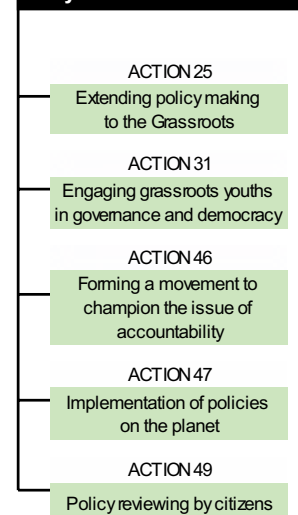 ACTION 25
Extending policy making
to the Grassroots
ACTION 31
Engaging grassroots youths
in governance and democracy
ACTION 46
Forming a movement to
champion the issue of
accountability
ACTION 47
Implementation of policies
on the planet
ACTION 49
Policy reviewing by citizens